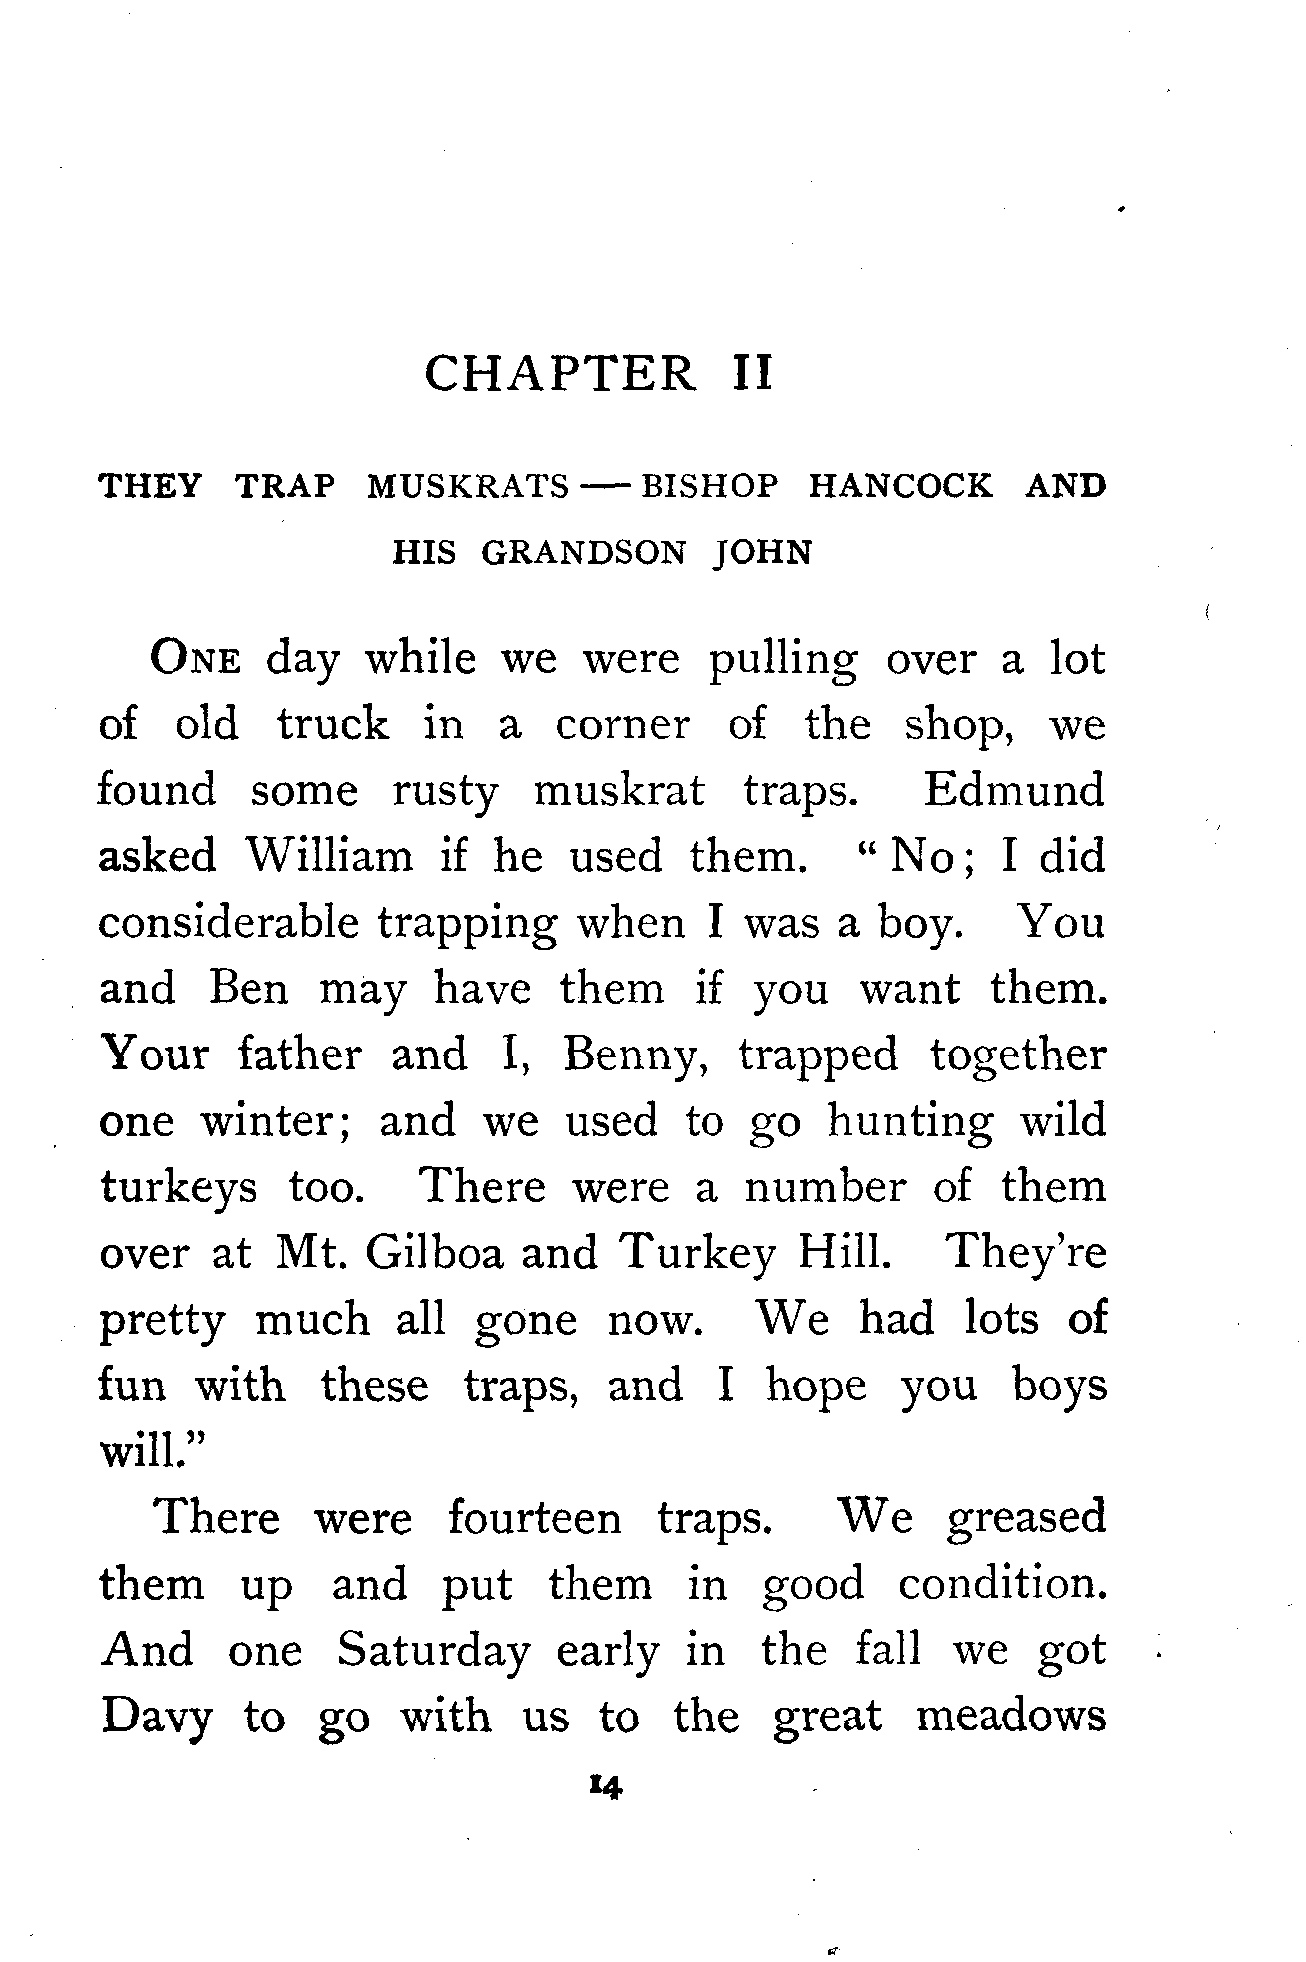 CHAPTER II
THEY TRAP MUSKRATS — BISHOP HANCOCK AND
HIS GRANDSON JOHN
ONE day while we were pulling over a lot
of old truck in a corner of the shop, we
found some rusty muskrat traps. Edmund
asked William if he used them. “No; I did
considerable trapping when I was a boy. You
and Ben may have them if you want them.
Your father and I, Benny, trapped together
one winter; and we used to go hunting wild
turkeys too. There were a number of them
over at Mt. Gilboa and Turkey Hill. They're
pretty much all gone now. We had lots of
fun with these traps, and I hope you boys
will.”
There were fourteen traps. We greased
them up and put them in good condition.
And one Saturday early in the fall we got
Davy to go with us to the great meadows
14